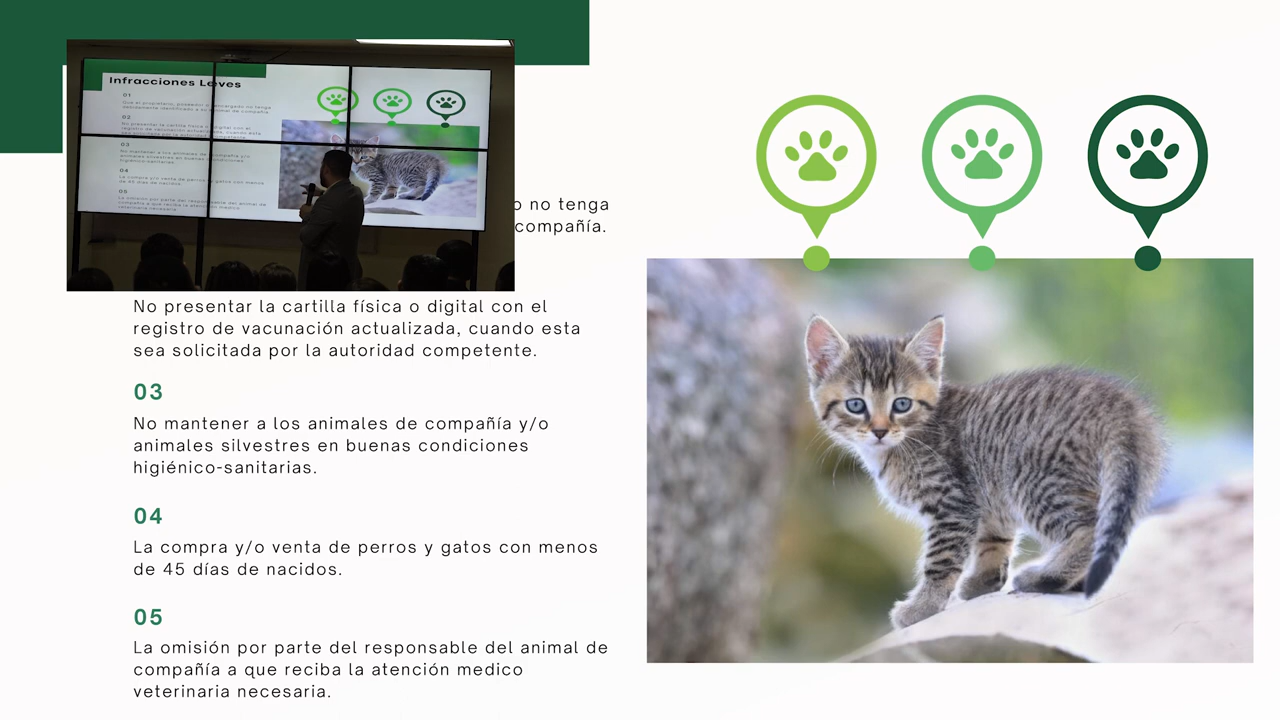 Infracciones Leves
o no tenga
compañía.
No presentar la cartilla física o digital con el
registro de vacunación actualizada, cuando esta
sea solicitada por la autoridad competente.
03
No mantener a los animales de compañía y/o
animales silvestres en buenas condiciones
higiénico-sanitarias.
04
La compra y/o venta de perros y gatos con menos
de 45 días de nacidos.
05
La omisión por parte del responsable del animal de
compañía a que reciba la atención medico
veterinaria necesaria.